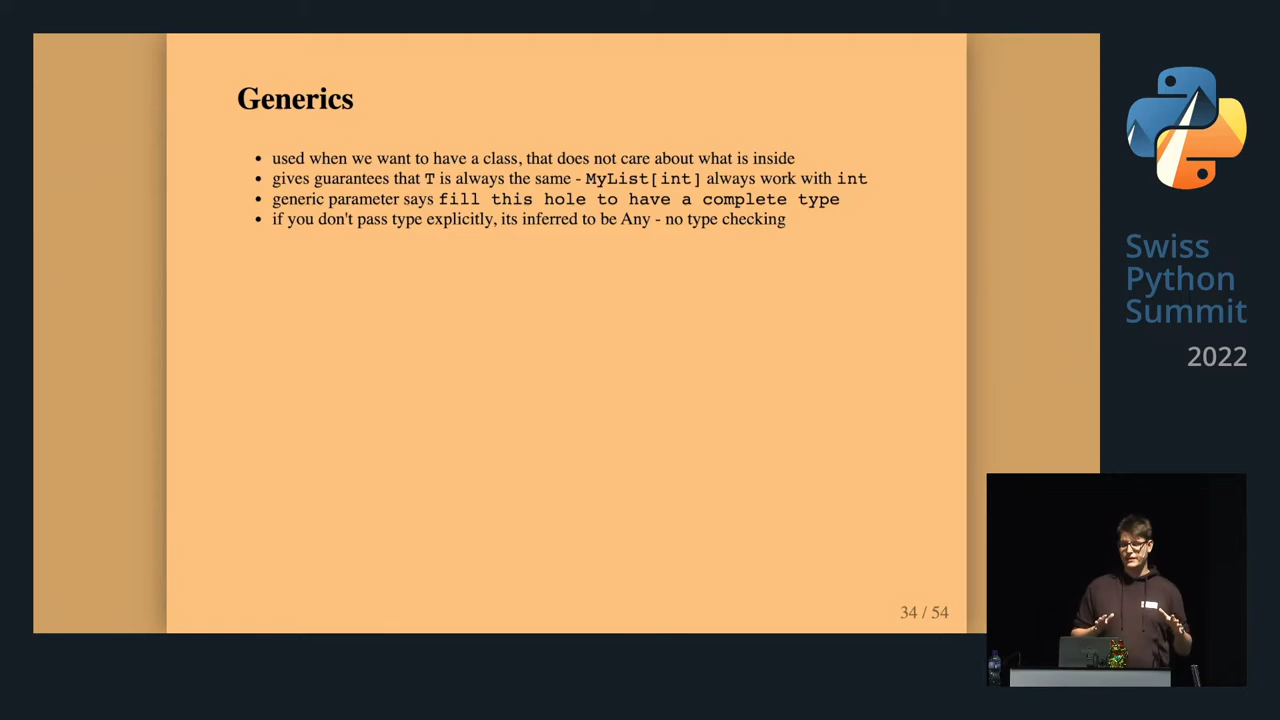 Generics
• used when we want to have a class, that does not care about what is inside
• gives guarantees that T is always the same - MyList[int] always work with int
• generic parameter says fill this hole to have a complete type
• if you don't pass type explicitly, its inferred to be Any - no type checking
34 / 54
Swiss
Python
Summit
2022